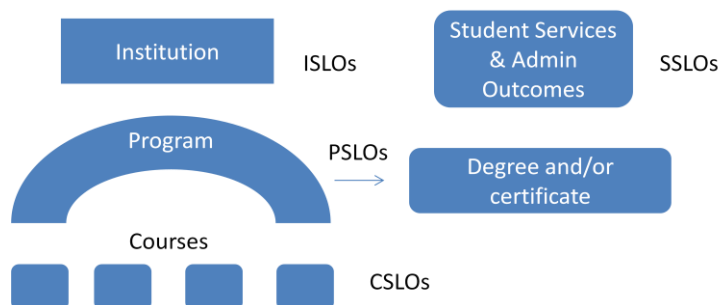 Institution
ISLOs
Student Services
& Admin
Outcomes
SSLOs
Program
PSLOs
Degree and/or
certificate
Courses
CSLOs